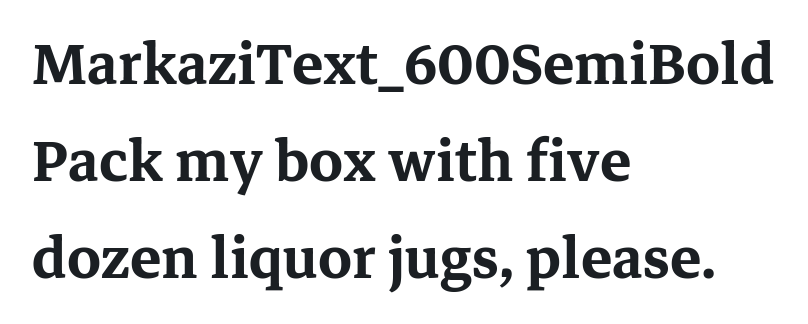 MarkaziText_600SemiBold
Pack my box with five
dozen liquor jugs, please.